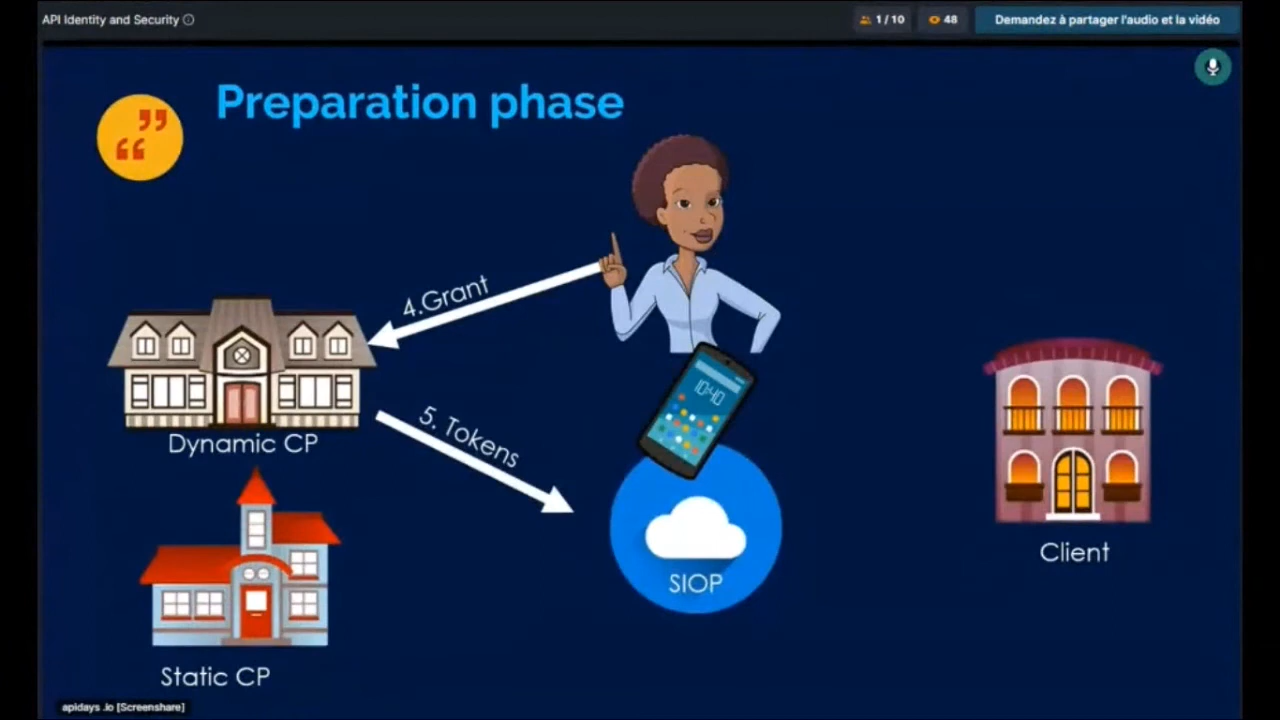 API Identity and Security
1 / 10
48
Demandez à partager l'audio et la vidéo
Preparation phase
4.Grant
10:40
Dynamic CP
5. Tokens
SIOP
Client
Static CP
apidays .io [Screenshare]